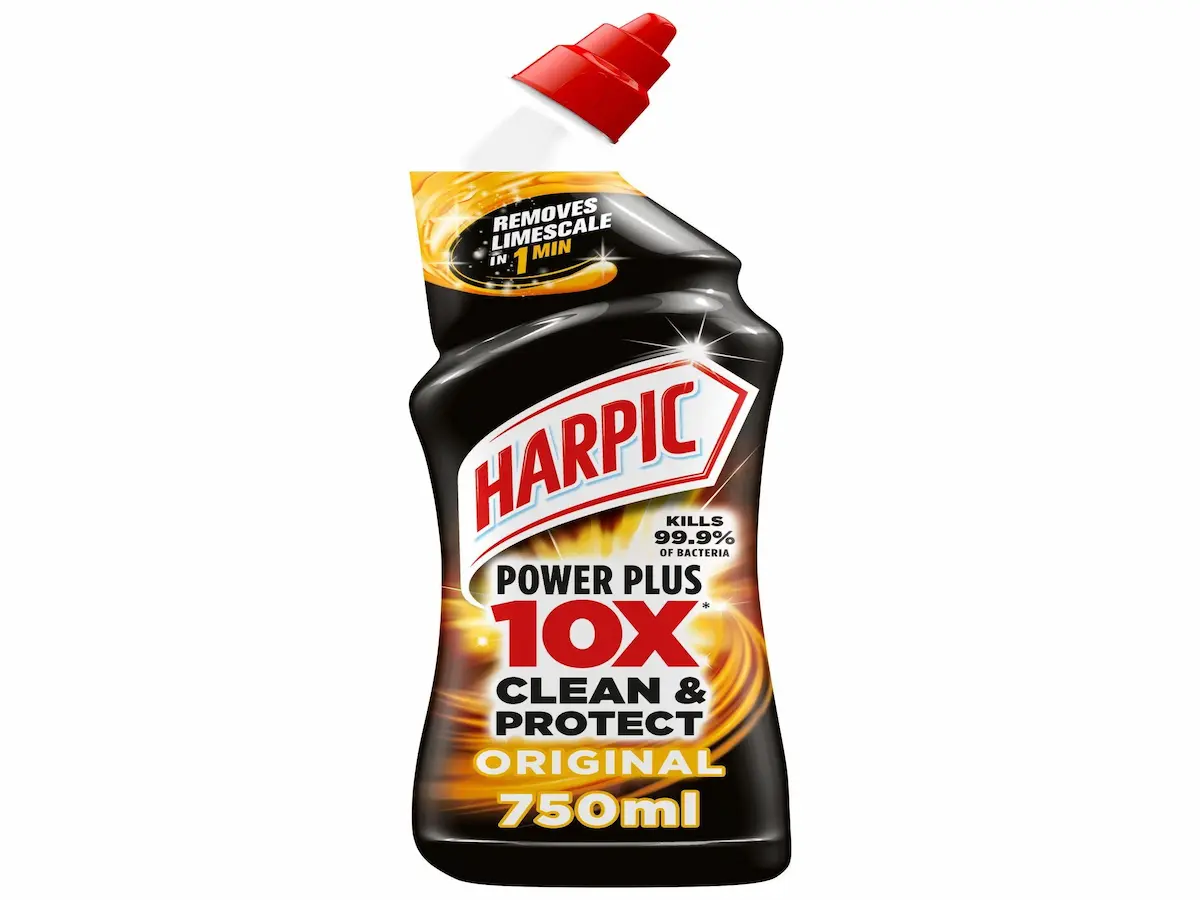 REMOVES
LIMESCALE
IN 1 MIN
HARPIC
KILLS
99.9%
OF BACTERIA
POWER PLUS
10X*
CLEAN &
PROTECT
ORIGINAL
750ml